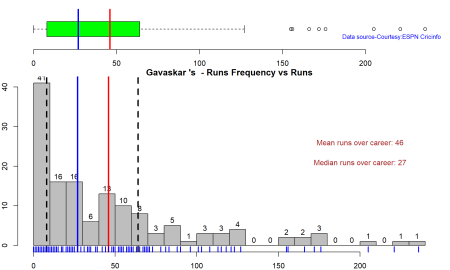 Data source-Courtesy:ESPN Cricinfo
0 50 100 150 200
Gavaskar 's - Runs Frequency vs Runs
40
30
20
10
0
41 16 16 6 13 10 8 3 5 1 3 3 4 0 0 2 2 3 0 0 1 0 1 1
Mean runs over career: 46
Median runs over career: 27
0 50 100 150 200